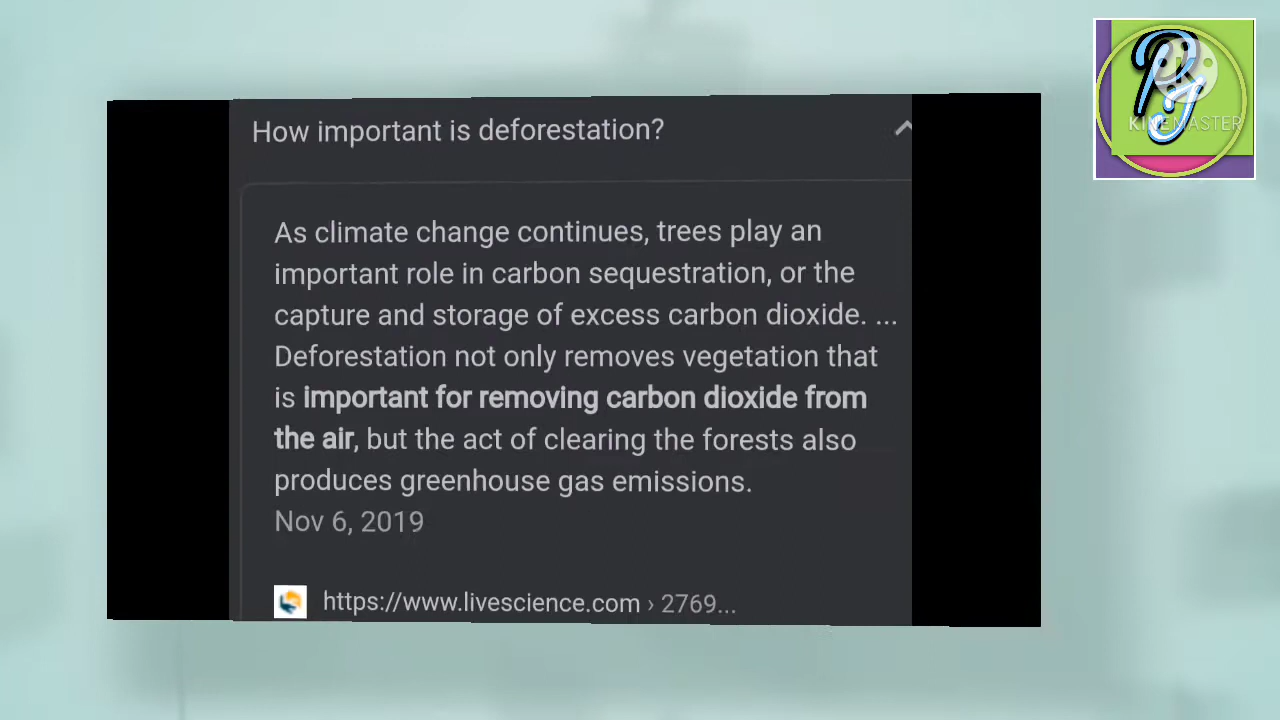 How important is deforestation?
As climate change continues, trees play an
important role in carbon sequestration, or the
capture and storage of excess carbon dioxide. ...
Deforestation not only removes vegetation that
is important for removing carbon dioxide from
the air, but the act of clearing the forests also
produces greenhouse gas emissions.
Nov 6, 2019
https://www.livescience.com › 2769...
KINEMASTER